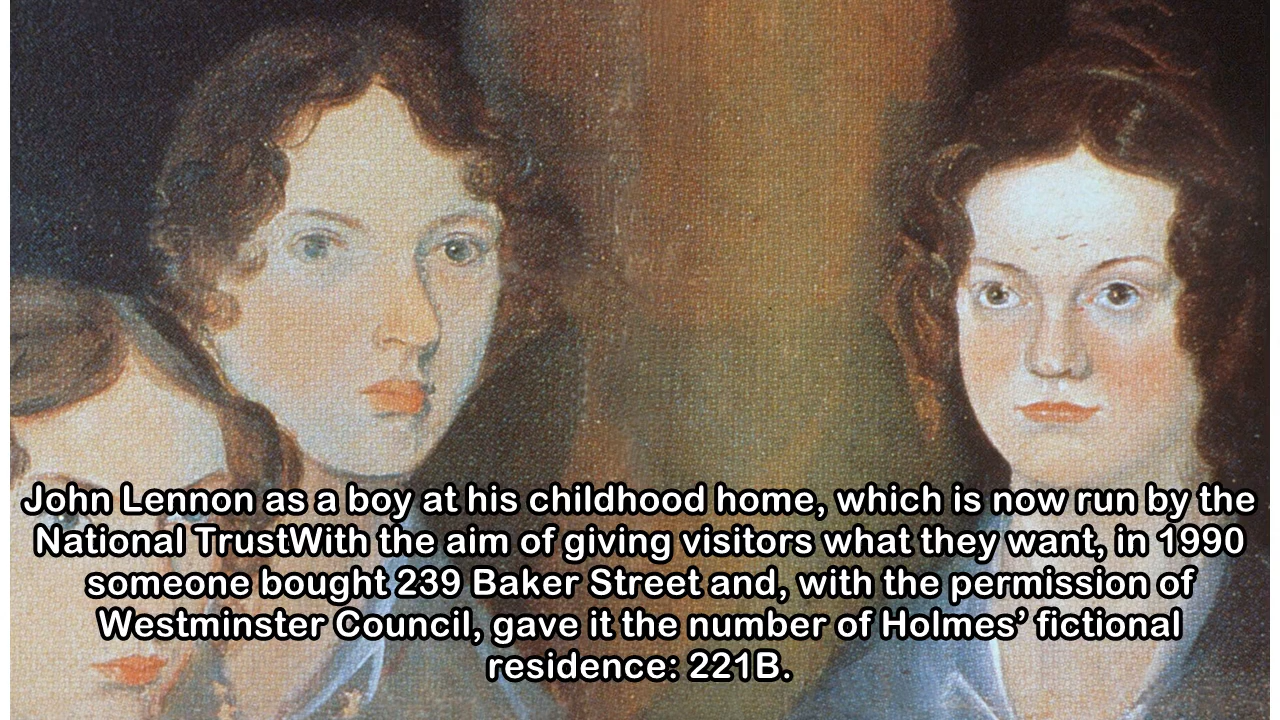 John Lennon as a boy at his childhood home, which is now run by the
National TrustWith the aim of giving visitors what they want, in 1990
someone bought 239 Baker Street and, with the permission of
Westminster Council, gave it the number of Holmes’ fictional
residence: 221B.